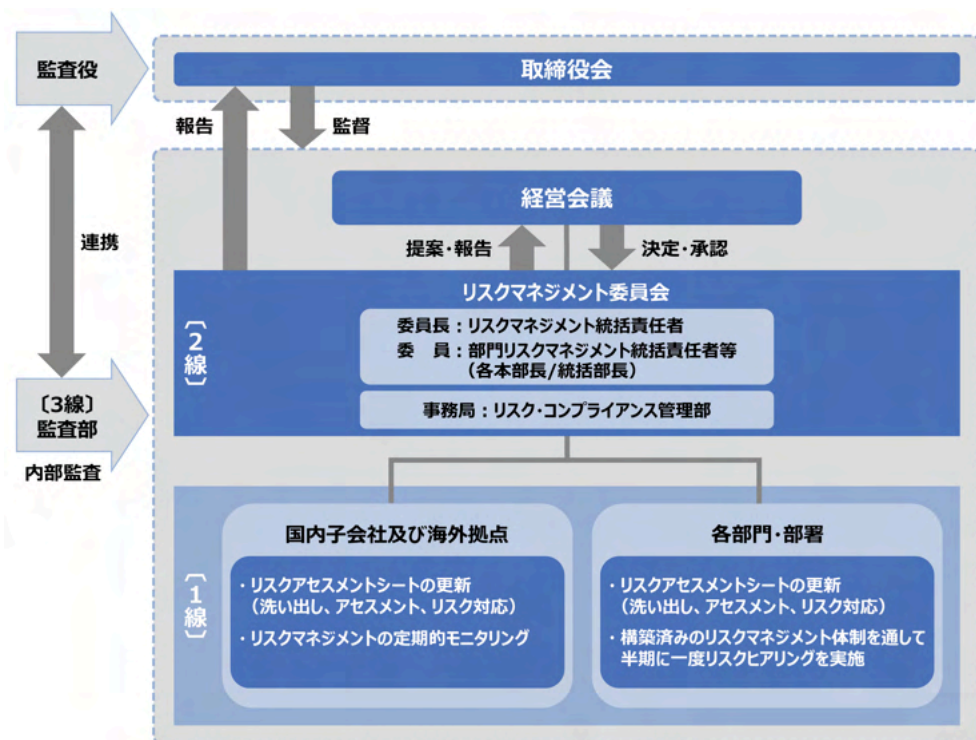 監査役
取締役会
報告
監督
連携
経営会議
提案・報告
決定・承認
〔2線〕
リスクマネジメント委員会
委員長：リスクマネジメント統括責任者
委　員：部門リスクマネジメント統括責任者等
（各本部長/統括部長）
事務局：リスク・コンプライアンス管理部
〔3線〕
監査部
内部監査
〔1線〕
国内子会社及び海外拠点
・リスクアセスメントシートの更新
（洗い出し、アセスメント、リスク対応）
・リスクマネジメントの定期的モニタリング
各部門・部署
・リスクアセスメントシートの更新
（洗い出し、アセスメント、リスク対応）
・構築済みのリスクマネジメント体制を通して
半期に一度リスクヒアリングを実施